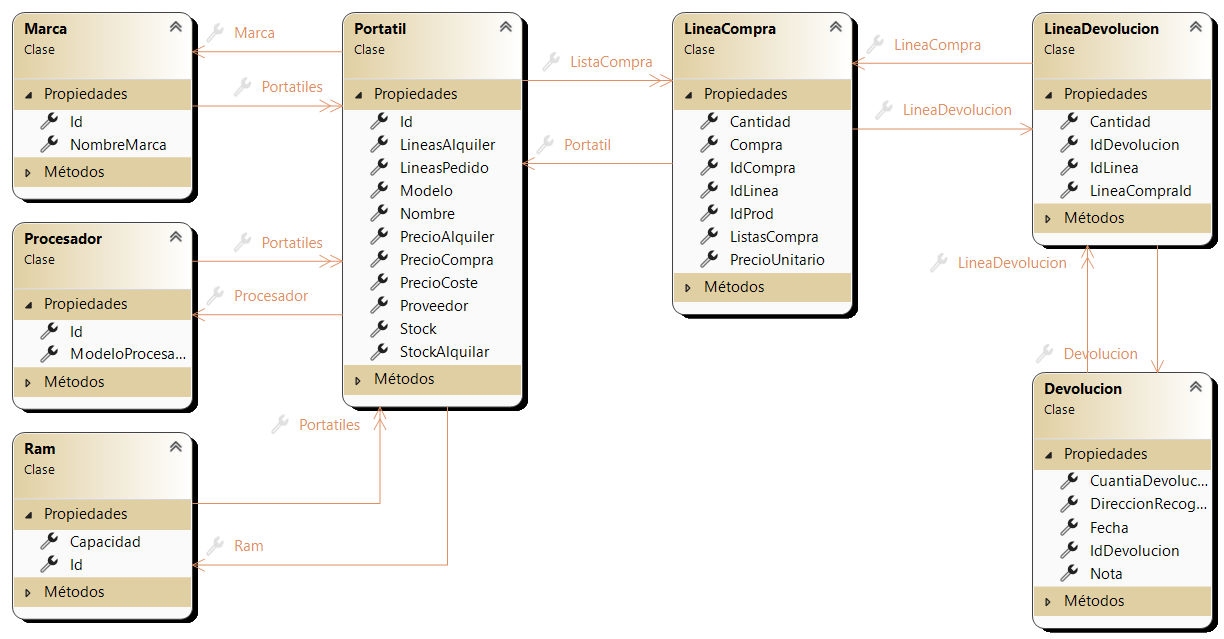 Marca
Clase
Propiedades
Id
NombreMarca
Métodos
Procesador
Clase
Propiedades
Id
ModeloProcesa...
Métodos
Ram
Clase
Propiedades
Capacidad
Id
Métodos
Marca
Portatiles
Portatiles
Procesador
Portatiles
Ram
Portatil
Clase
Propiedades
Id
LineasAlquiler
LineasPedido
Modelo
Nombre
PrecioAlquiler
PrecioCompra
PrecioCoste
Proveedor
Stock
StockAlquilar
Métodos
ListaCompra
Portatil
LineaCompra
Clase
Propiedades
Cantidad
Compra
IdCompra
IdLinea
IdProd
ListasCompra
PrecioUnitario
Métodos
LineaCompra
LineaDevolucion
LineaDevolucion
Clase
Propiedades
Cantidad
IdDevolucion
IdLinea
LineaCompraId
Métodos
LineaDevolucion
Devolucion
Devolucion
Clase
Propiedades
CuantiaDevoluc...
DireccionRecog...
Fecha
IdDevolucion
Nota
Métodos